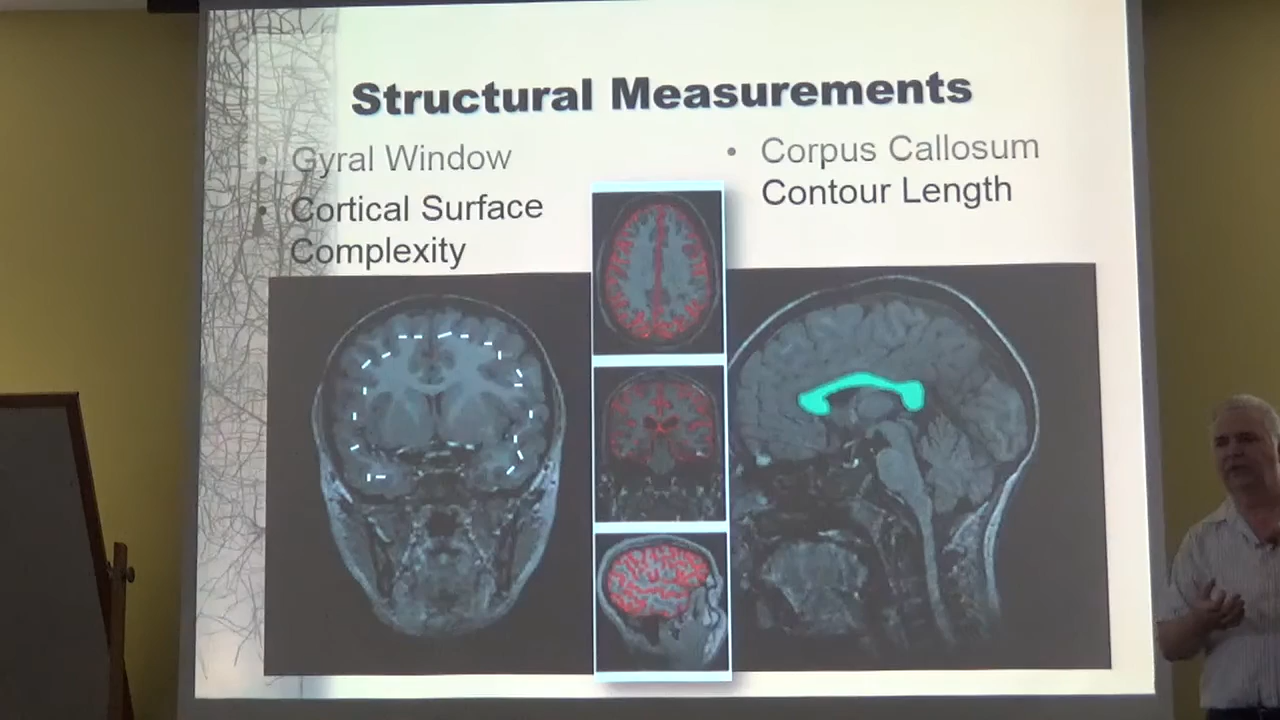 Structural Measurements
• Gyral Window
• Cortical Surface
Complexity
• Corpus Callosum
Contour Length